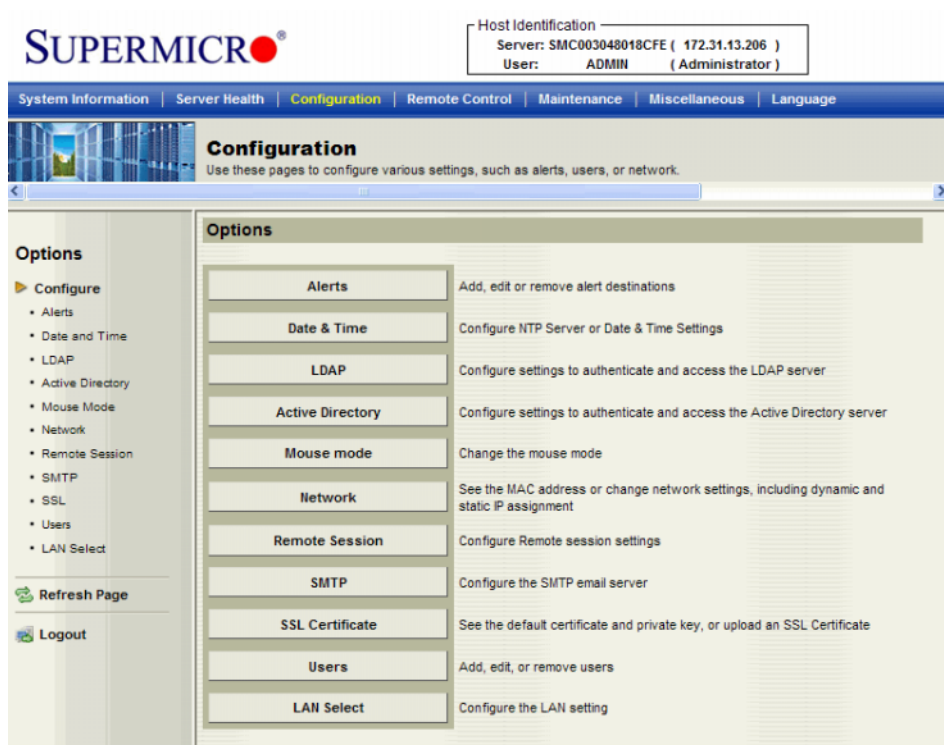 SUPERMICRO®
Host Identification
Server: SMC003048018CFE ( 172.31.13.206 )
User: ADMIN ( Administrator )
System Information | Server Health | Configuration | Remote Control | Maintenance | Miscellaneous | Language
Configuration
Use these pages to configure various settings, such as alerts, users, or network.
Options
Configure
• Alerts
• Date and Time
• LDAP
• Active Directory
• Mouse Mode
• Network
• Remote Session
• SMTP
• SSL
• Users
• LAN Select
Refresh Page
Logout
Options
Alerts Add, edit or remove alert destinations
Date & Time Configure NTP Server or Date & Time Settings
LDAP Configure settings to authenticate and access the LDAP server
Active Directory Configure settings to authenticate and access the Active Directory server
Mouse mode Change the mouse mode
Network See the MAC address or change network settings, including dynamic and
static IP assignment
Remote Session Configure Remote session settings
SMTP Configure the SMTP email server
SSL Certificate See the default certificate and private key, or upload an SSL Certificate
Users Add, edit, or remove users
LAN Select Configure the LAN setting